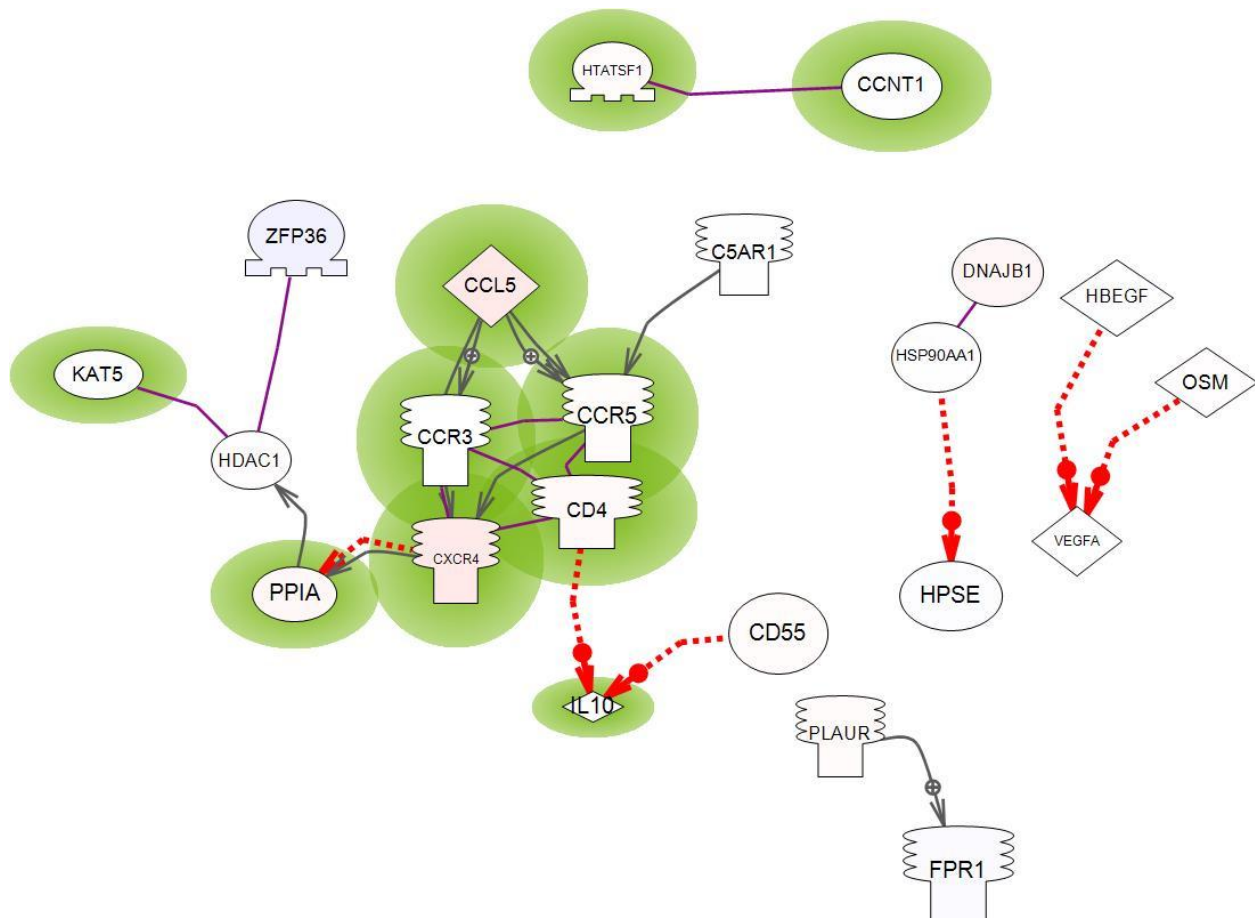 HTATSF1
CCNT1
ZFP36
C5AR1
CCL5
DNAJB1
HBEGF
HSP90AA1
KAT5
OSM
CCR3
CCR5
HDAC1
CD4
CXCR4
VEGFA
PPIA
HPSE
CD55
IL10
PLAUR
FPR1